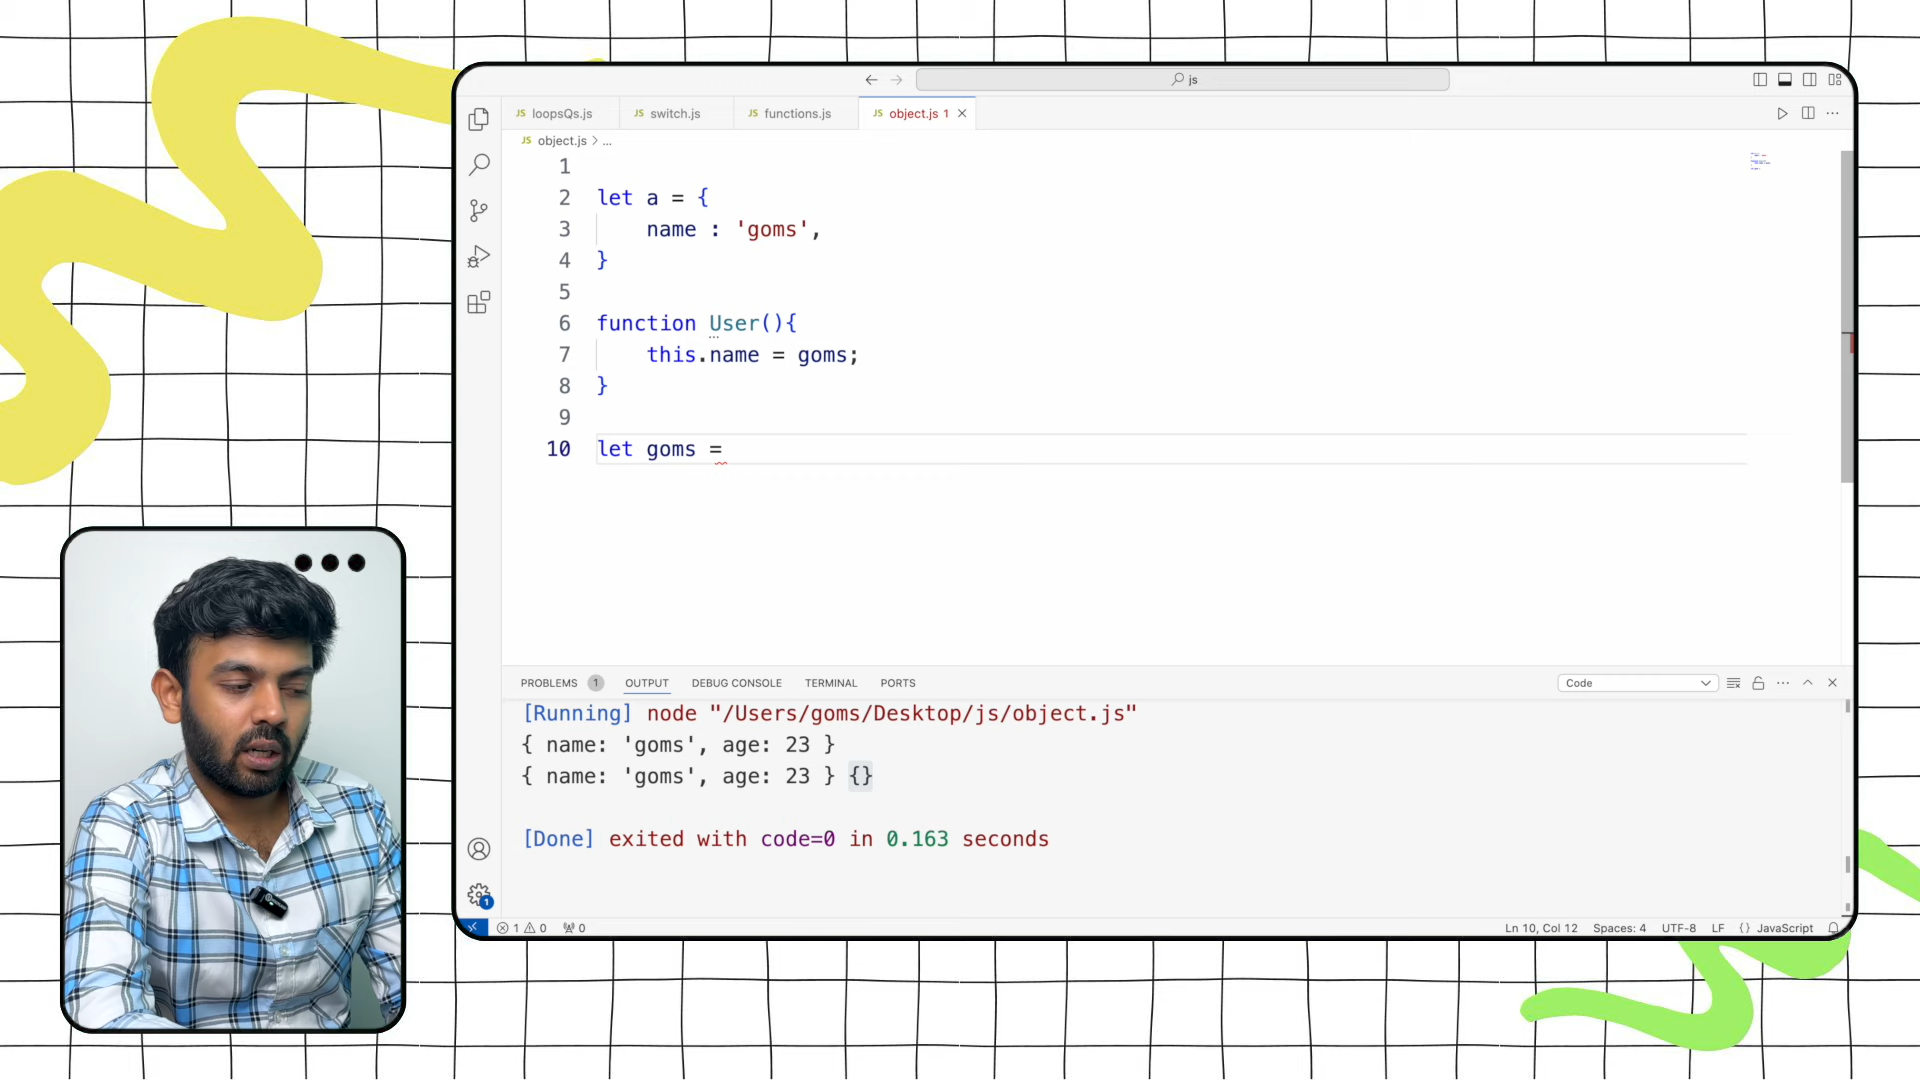 js
JS loopsQs.js
JS switch.js
JS functions.js
JS object.js 1
JS object.js > ...
1
2 let a = {
3 name : 'goms',
4 }
5
6 function User(){
7 this.name = goms;
8 }
9
10 let goms =
PROBLEMS 1 OUTPUT DEBUG CONSOLE TERMINAL PORTS
Code
[Running] node "/Users/goms/Desktop/js/object.js"
{ name: 'goms', age: 23 }
{ name: 'goms', age: 23 } {}
[Done] exited with code=0 in 0.163 seconds
1
1 0 0
Ln 10, Col 12 Spaces: 4 UTF-8 LF {} JavaScript